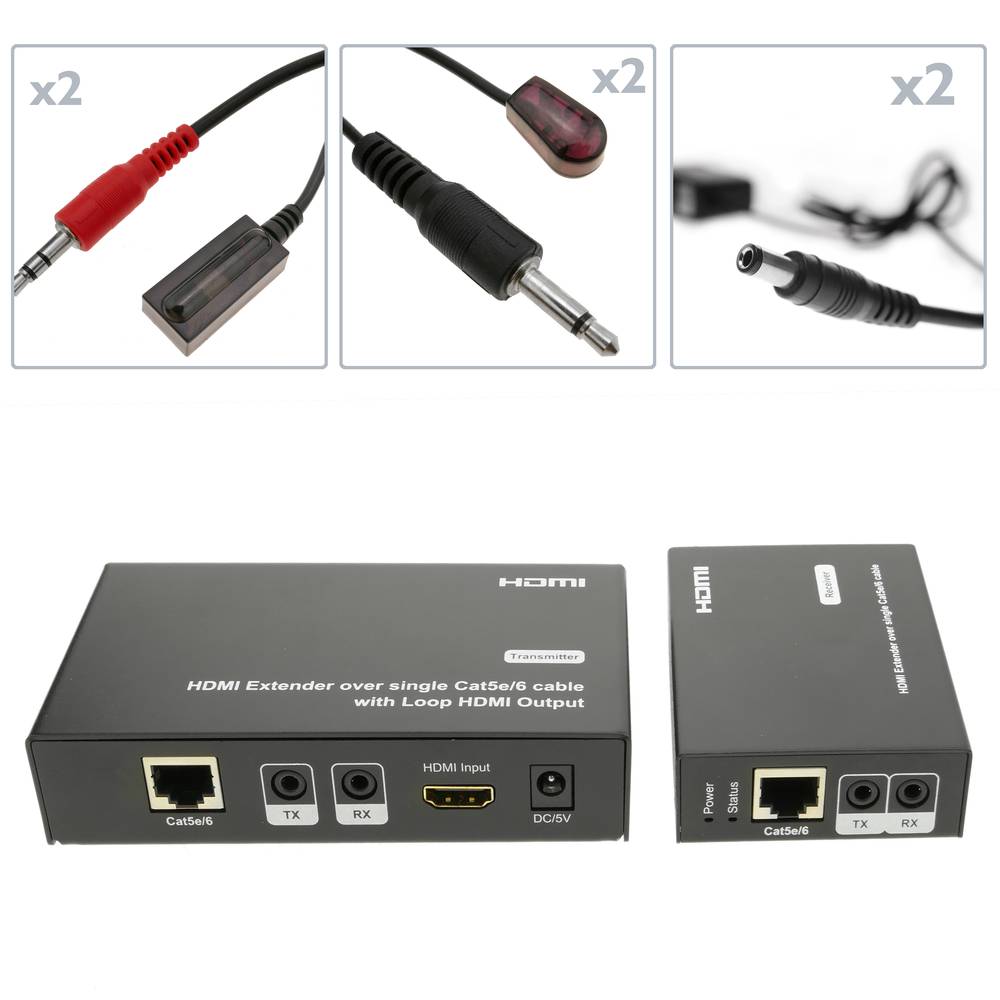 x2
x2
x2
HDMI
Transmitter
HDMI Extender over single Cat5e/6 cable
with Loop HDMI Output
Cat5e/6
TX
RX
HDMI Input
DC/5V
HDMI
Receiver
HDMI Extender over single Cat5e/6 cable
Power
Status
Cat5e/6
TX
RX